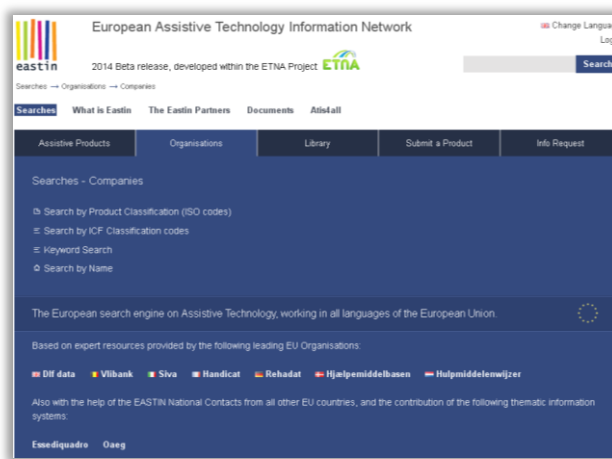 European Assistive Technology Information Network
Change Langua
Log
eastin
2014 Beta release, developed within the ETNA Project ETNA
Search
Searches → Organisations → Companies
Searches What is Eastin The Eastin Partners Documents Atis4all
Assistive Products Organisations Library Submit a Product Info Request
Searches - Companies
Search by Product Classification (ISO codes)
Search by ICF Classification codes
Keyword Search
Search by Name
The European search engine on Assistive Technology, working in all languages of the European Union.
Based on expert resources provided by the following leading EU Organisations:
Dlf data Vlibank Siva Handicat Rehadat Hjælpemiddelbasen Hulpmiddelenwijzer
Also with the help of the EASTIN National Contacts from all other EU countries, and the contribution of the following thematic information
systems:
Essediquadro Oaeg